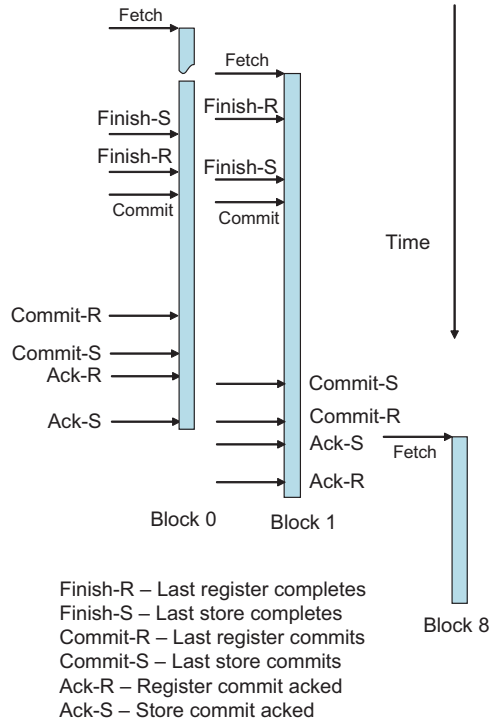 Fetch
Fetch
Finish-S
Finish-R
Finish-R
Finish-S
Commit
Commit
Time
Commit-R
Commit-S
Ack-R
Commit-S
Ack-S
Commit-R
Ack-S
Fetch
Ack-R
Block 0
Block 1
Finish-R – Last register completes
Finish-S – Last store completes
Block 8
Commit-R – Last register commits
Commit-S – Last store commits
Ack-R – Register commit acked
Ack-S – Store commit acked